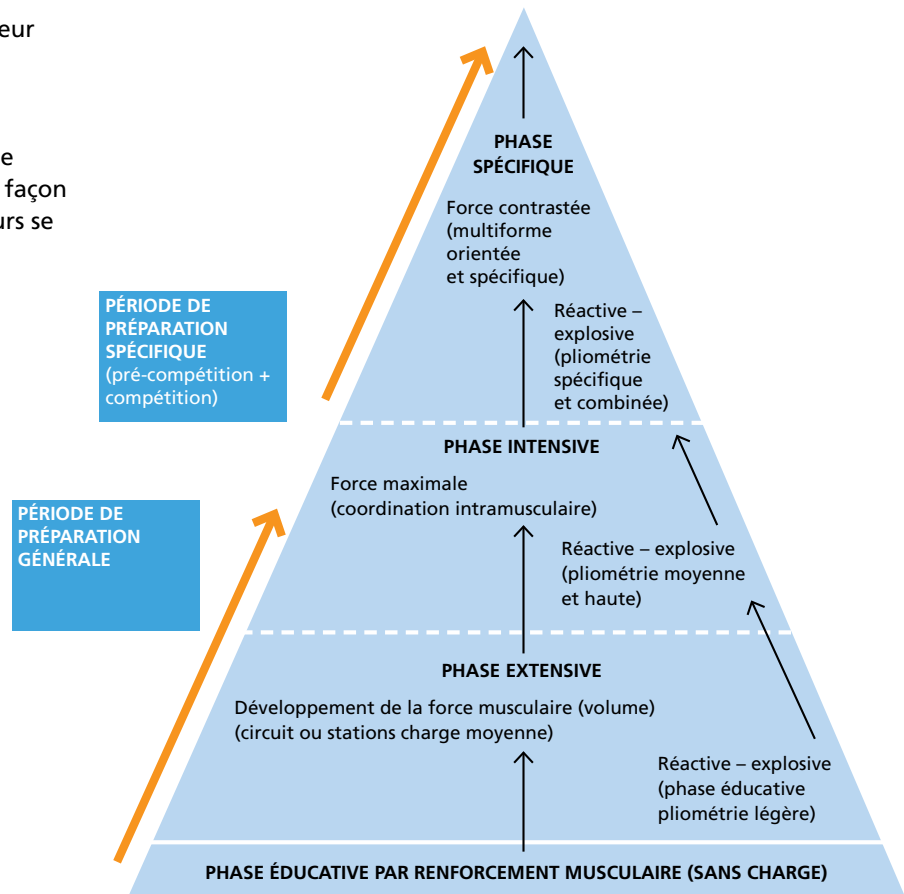 eur
e
façon
urs se
PHASE
SPÉCIFIQUE
Force contrastée
(multiforme
orientée
et spécifique)
PÉRIODE DE
PRÉPARATION
SPÉCIFIQUE
(pré-compétition +
compétition)
Réactive –
explosive
(pliométrie
spécifique
et combinée)
PHASE INTENSIVE
Force maximale
(coordination intramusculaire)
PÉRIODE DE
PRÉPARATION
GÉNÉRALE
Réactive – explosive
(pliométrie moyenne
et haute)
PHASE EXTENSIVE
Développement de la force musculaire (volume)
(circuit ou stations charge moyenne)
Réactive – explosive
(phase éducative
pliométrie légère)
PHASE ÉDUCATIVE PAR RENFORCEMENT MUSCULAIRE (SANS CHARGE)